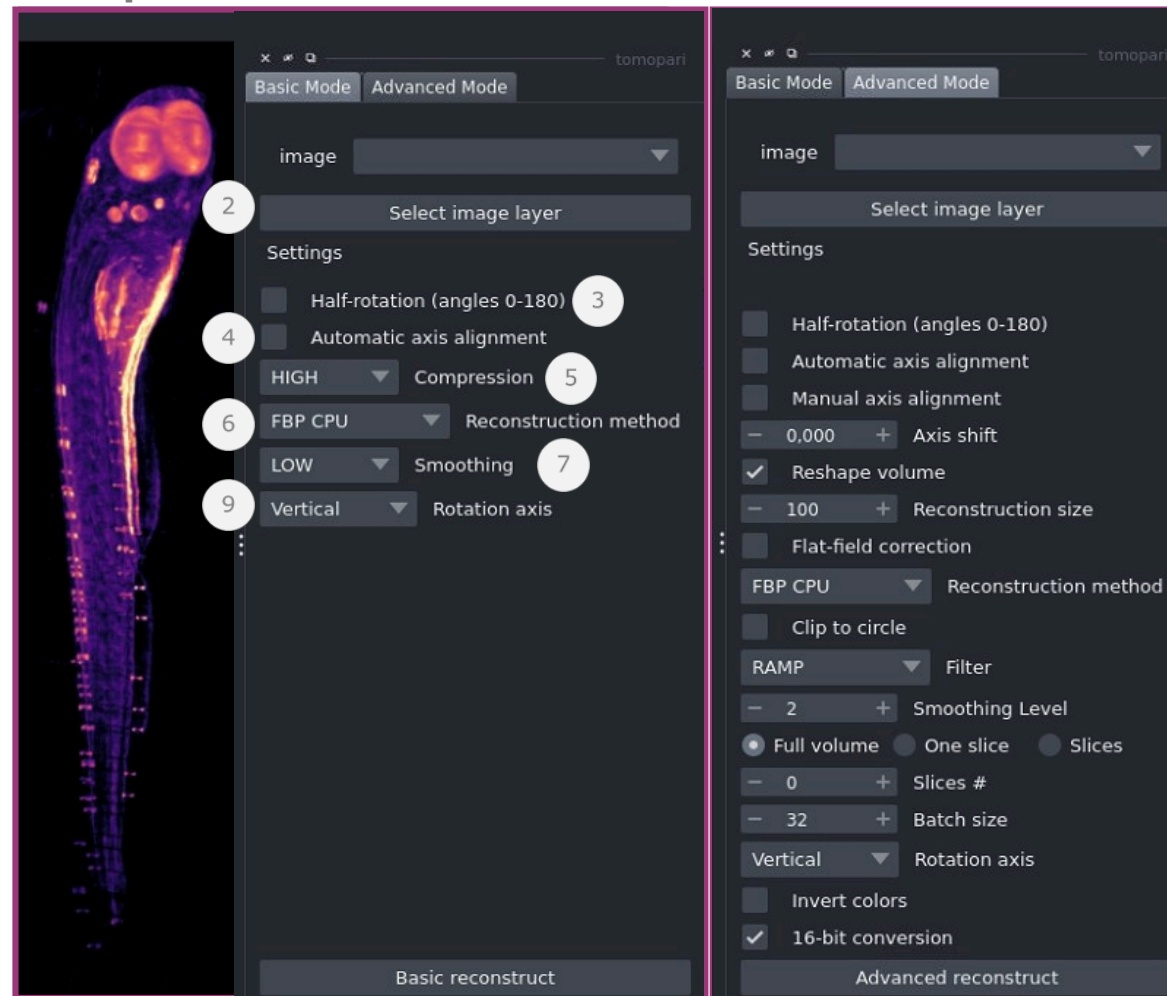 tomopari
Basic Mode Advanced Mode
image
2 Select image layer
Settings
Half-rotation (angles 0-180) 3
4 Automatic axis alignment
HIGH Compression 5
6 FBP CPU Reconstruction method
LOW Smoothing 7
9 Vertical Rotation axis
Basic reconstruct
tomopari
Basic Mode Advanced Mode
image
Select image layer
Settings
Half-rotation (angles 0-180)
Automatic axis alignment
Manual axis alignment
- 0,000 + Axis shift
Reshape volume
- 100 + Reconstruction size
Flat-field correction
FBP CPU Reconstruction method
Clip to circle
RAMP Filter
- 2 + Smoothing Level
Full volume One slice Slices
- 0 + Slices #
- 32 + Batch size
Vertical Rotation axis
Invert colors
16-bit conversion
Advanced reconstruct